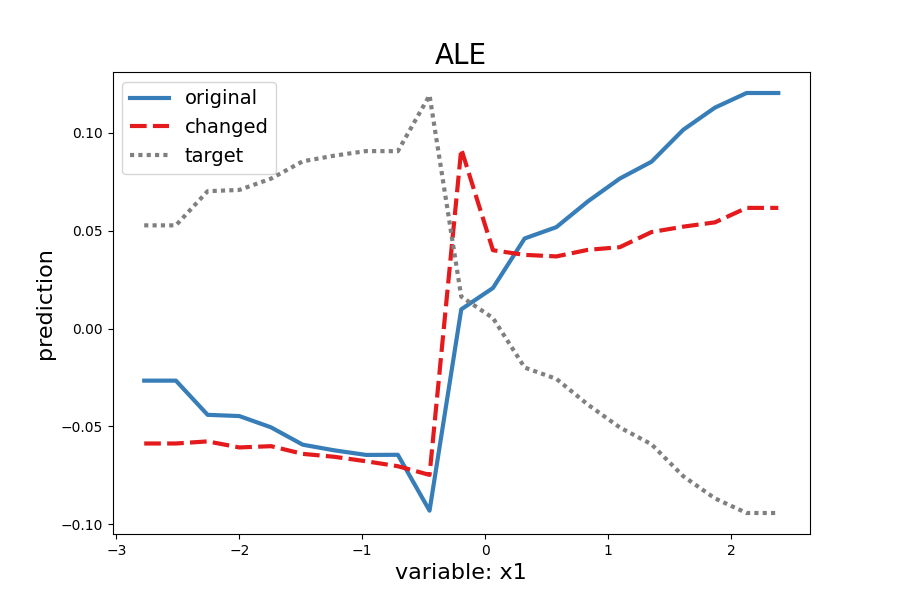 ALE
original
changed
target
prediction
0.10
0.05
0.00
−0.05
−0.10
−3
−2
−1
0
1
2
variable: x1